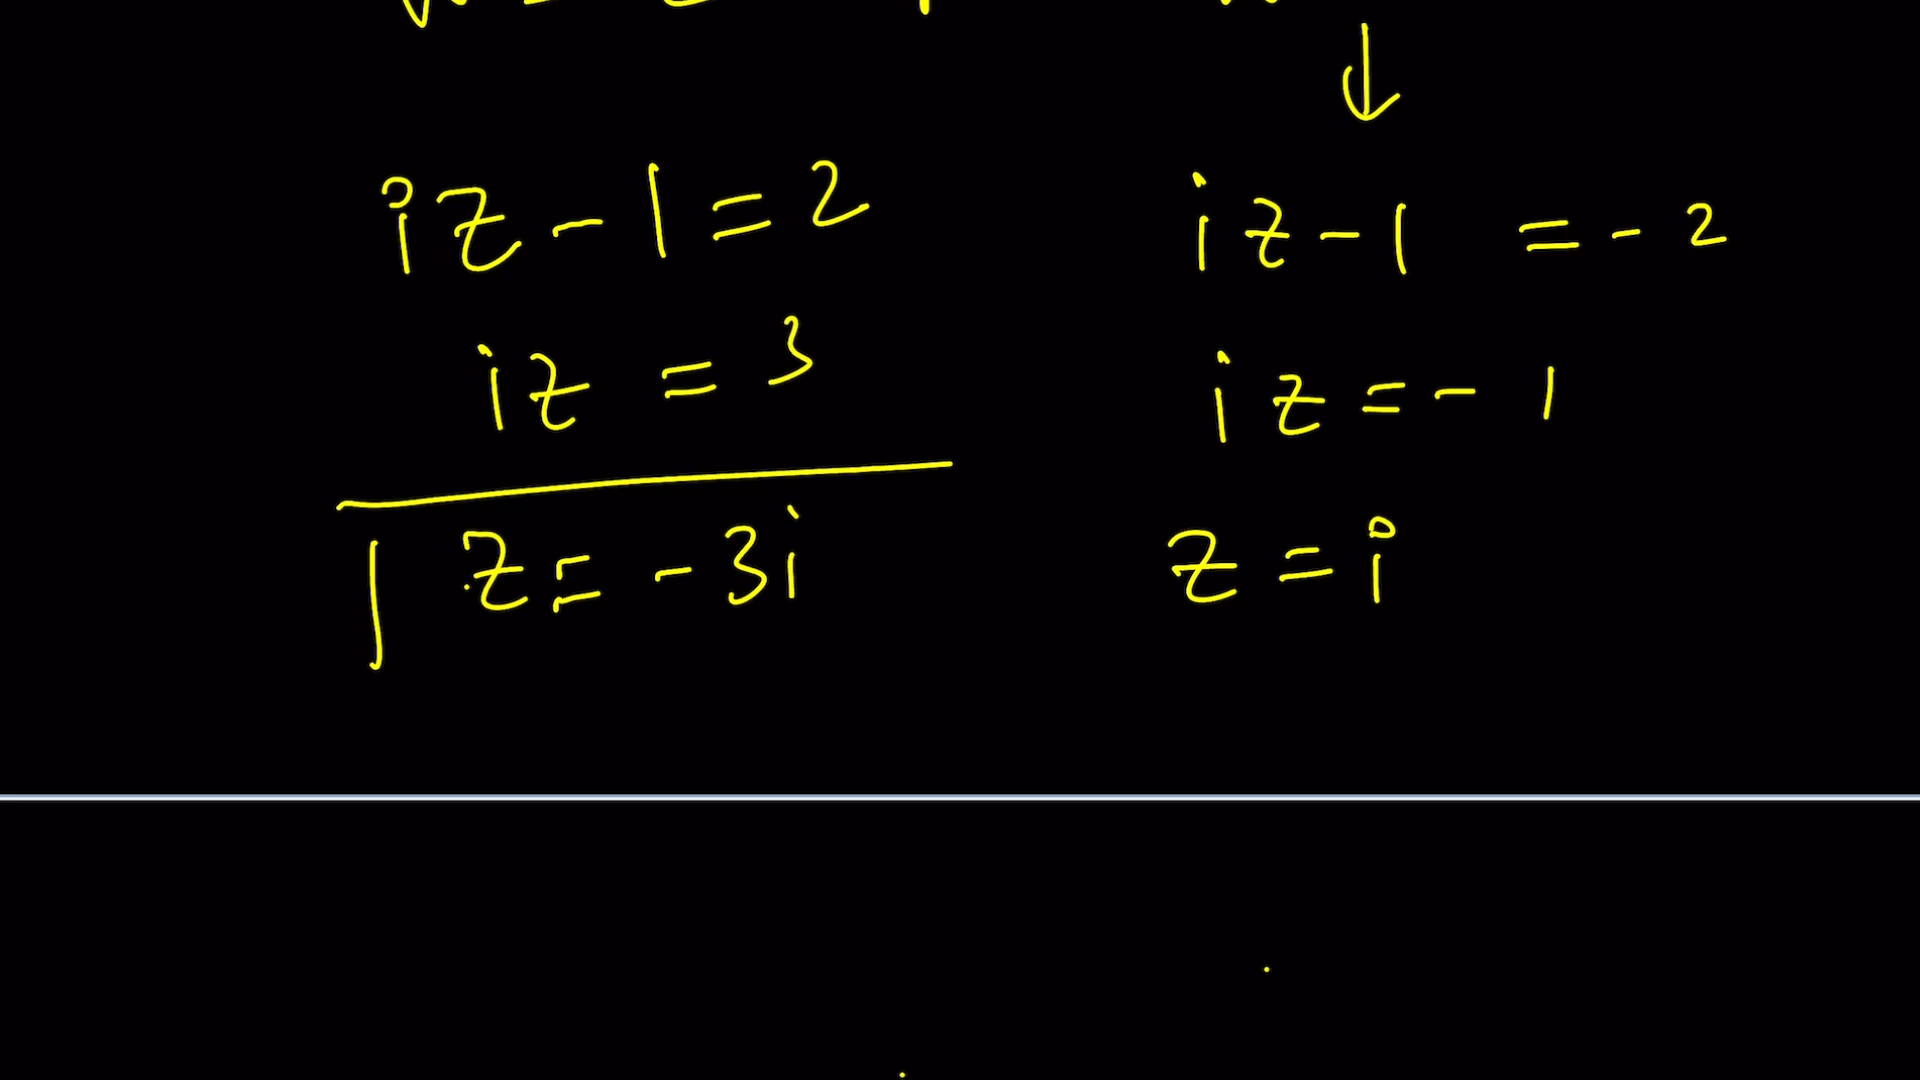 iz - 1 = 2
iz = 3
z = - 3i
iz - 1 = - 2
iz = - 1
z = i